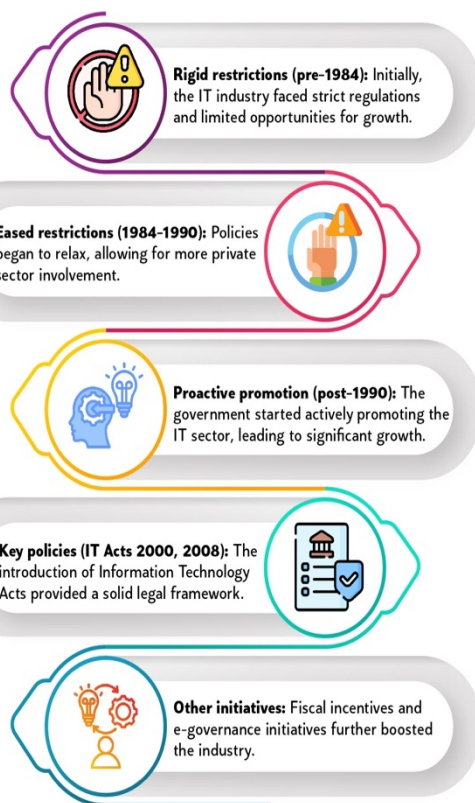 Rigid restrictions (pre-1984): Initially,
the IT industry faced strict regulations
and limited opportunities for growth.
Eased restrictions (1984-1990): Policies
began to relax, allowing for more private
sector involvement.
Proactive promotion (post-1990): The
government started actively promoting the
IT sector, leading to significant growth.
Key policies (IT Acts 2000, 2008): The
introduction of Information Technology
Acts provided a solid legal framework.
Other initiatives: Fiscal incentives and
e-governance initiatives further boosted
the industry.